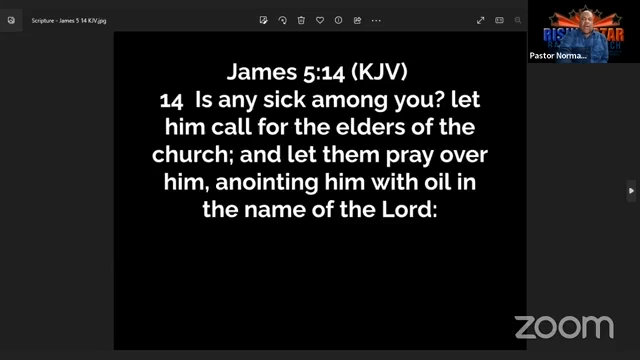 Scripture - James 5 14 KJV.jpg
James 5:14 (KJV)
14 Is any sick among you? let
him call for the elders of the
church; and let them pray over
him, anointing him with oil in
the name of the Lord:
Pastor Norma...
zoom